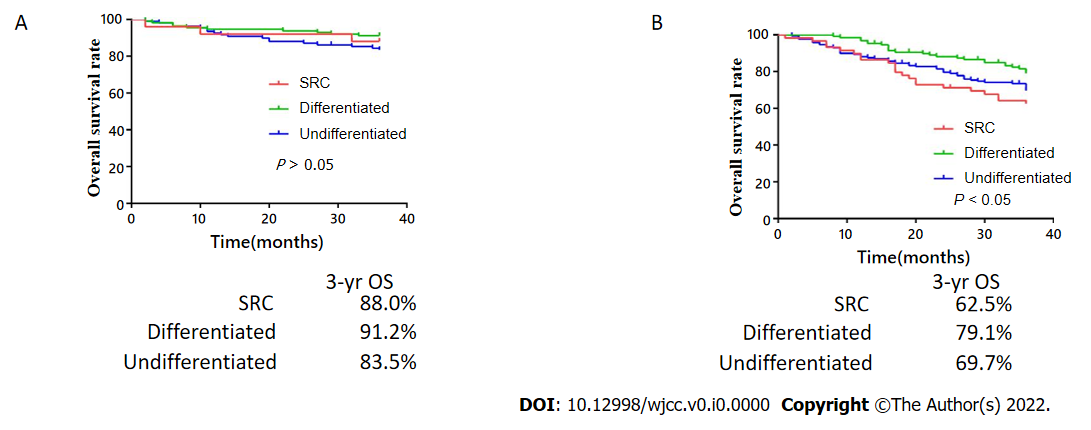 A
100
80
60
40
20
0
Overall survival rate
SRC
Differentiated
Undifferentiated
P > 0.05
0 10 20 30 40
Time(months)
3-yr OS
SRC 88.0%
Differentiated 91.2%
Undifferentiated 83.5%
B
100
80
60
40
20
0
Overall survival rate
SRC
Differentiated
Undifferentiated
P < 0.05
0 10 20 30 40
Time(months)
3-yr OS
SRC 62.5%
Differentiated 79.1%
Undifferentiated 69.7%
DOI: 10.12998/wjcc.v0.i0.0000 Copyright ©The Author(s) 2022.